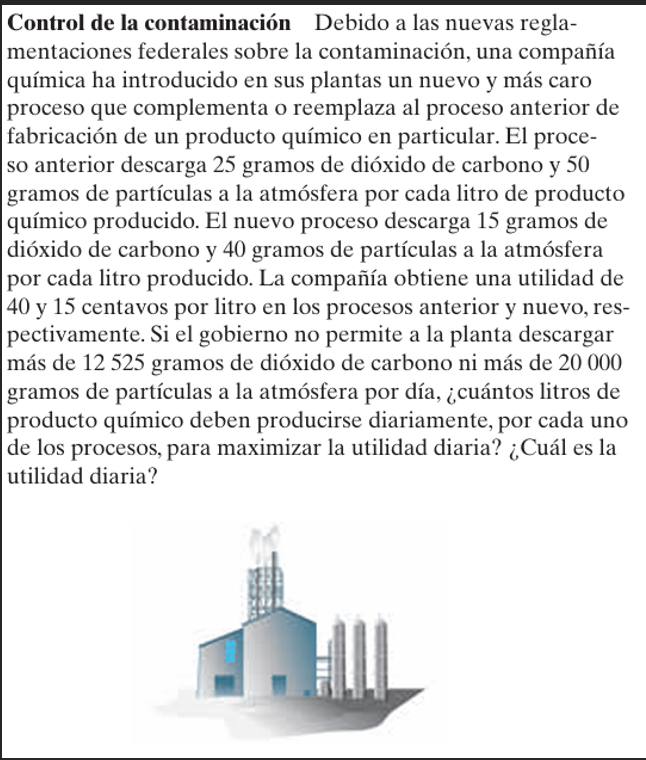 Control de la contaminación Debido a las nuevas regla-
mentaciones federales sobre la contaminación, una compañía
química ha introducido en sus plantas un nuevo y más caro
proceso que complementa o reemplaza al proceso anterior de
fabricación de un producto químico en particular. El proce-
so anterior descarga 25 gramos de dióxido de carbono y 50
gramos de partículas a la atmósfera por cada litro de producto
químico producido. El nuevo proceso descarga 15 gramos de
dióxido de carbono y 40 gramos de partículas a la atmósfera
por cada litro producido. La compañía obtiene una utilidad de
40 y 15 centavos por litro en los procesos anterior y nuevo, res-
pectivamente. Si el gobierno no permite a la planta descargar
más de 12 525 gramos de dióxido de carbono ni más de 20 000
gramos de partículas a la atmósfera por día, ¿cuántos litros de
producto químico deben producirse diariamente, por cada uno
de los procesos, para maximizar la utilidad diaria? ¿Cuál es la
utilidad diaria?